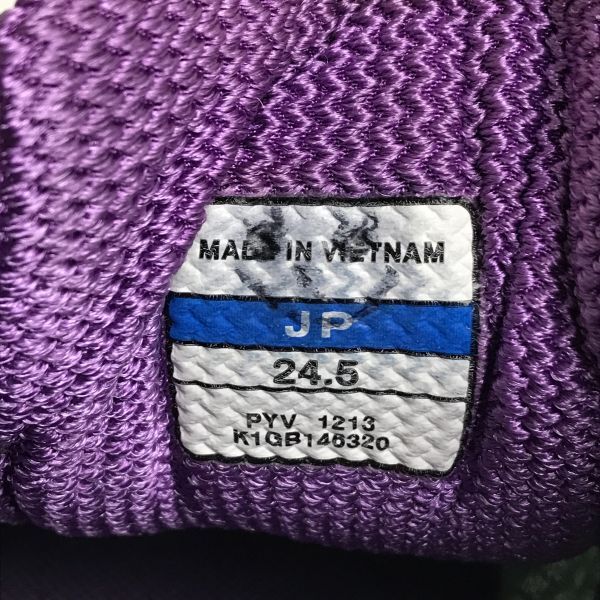 MADE IN VIETNAM
JP
24.5
PYV 1213
K1GB146320